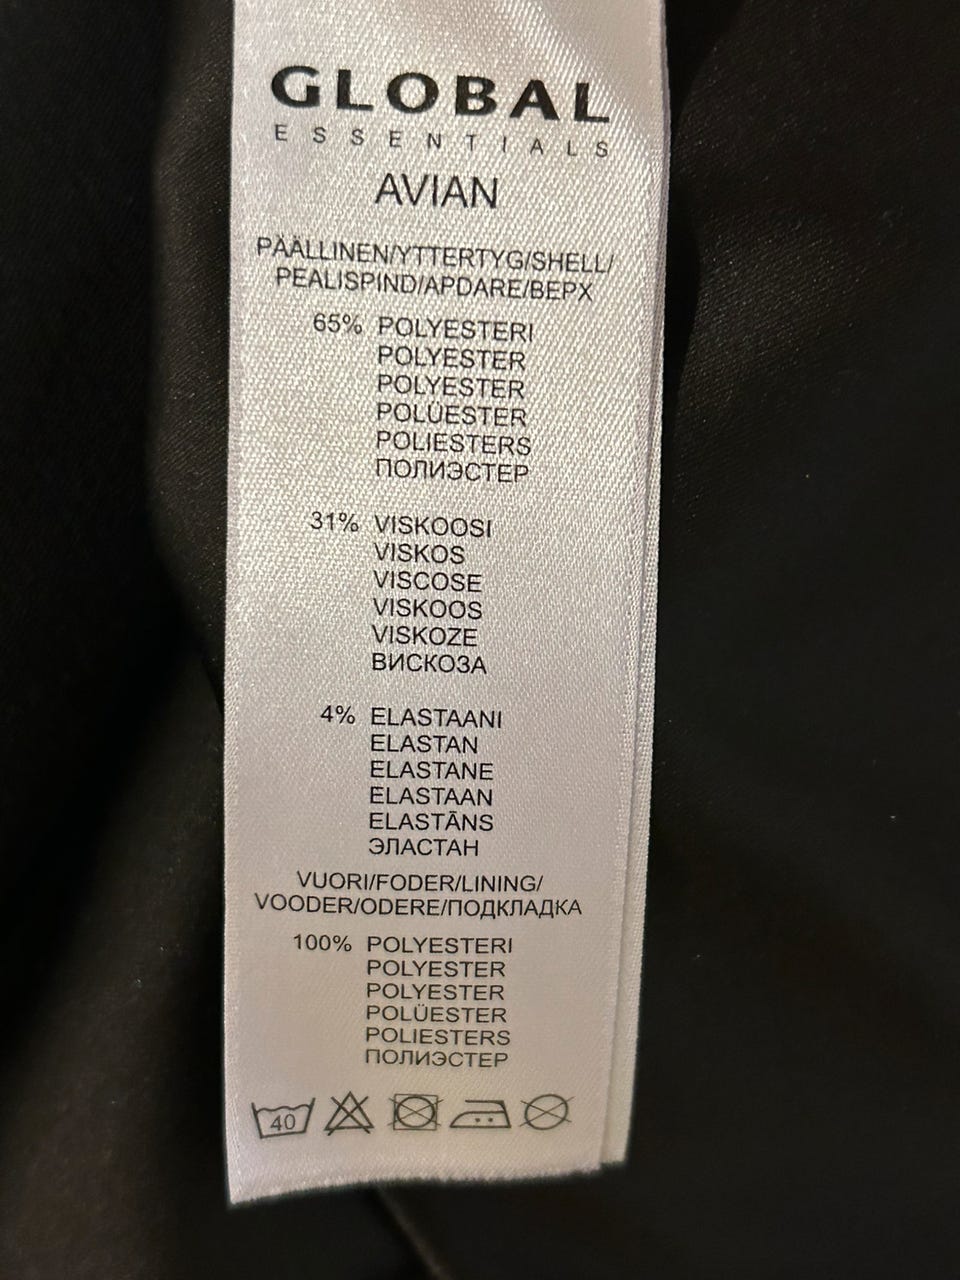 GLOBAL
ESSENTIALS
AVIAN
PÄÄLLINEN/YTTERTYG/SHELL/
PEALISPIND/APDARE/ВЕРХ
65% POLYESTERI
POLYESTER
POLYESTER
POLÜESTER
POLIESTERS
ПОЛИЭСТЕР
31% VISKOOSI
VISKOS
VISCOSE
VISKOOS
VISKOZE
ВИСКОЗА
4% ELASTAANI
ELASTAN
ELASTANE
ELASTAAN
ELASTĀNS
ЭЛАСТАН
VUORI/FODER/LINING/
VOODER/ODERE/ПОДКЛАДКА
100% POLYESTERI
POLYESTER
POLYESTER
POLÜESTER
POLIESTERS
ПОЛИЭСТЕР
40